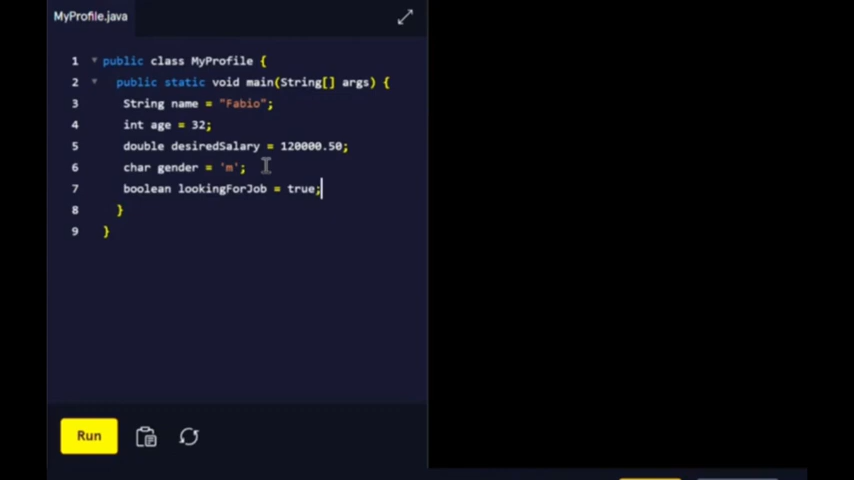 MyProfile.java
1 public class MyProfile {
2 public static void main(String[] args) {
3 String name = "Fabio";
4 int age = 32;
5 double desiredSalary = 120000.50;
6 char gender = 'm';
7 boolean lookingForJob = true;
8 }
9 }
Run